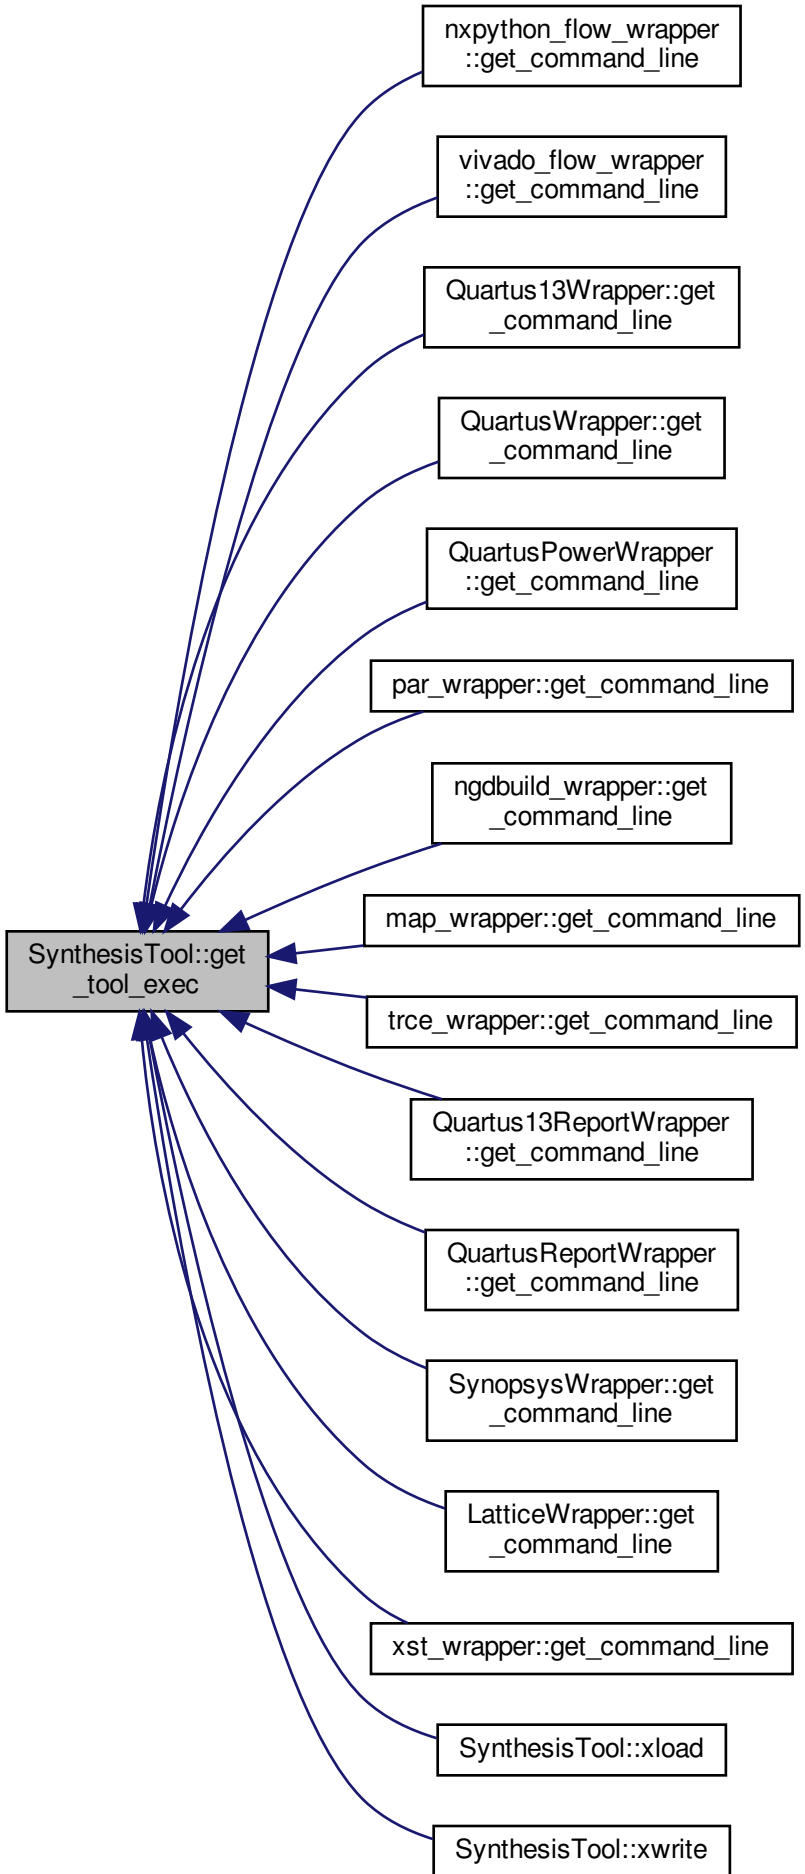 nxpython_flow_wrapper
::get_command_line
vivado_flow_wrapper
::get_command_line
Quartus13Wrapper::get
_command_line
QuartusWrapper::get
_command_line
QuartusPowerWrapper
::get_command_line
par_wrapper::get_command_line
ngdbuild_wrapper::get
_command_line
map_wrapper::get_command_line
SynthesisTool::get
_tool_exec
trce_wrapper::get_command_line
Quartus13ReportWrapper
::get_command_line
QuartusReportWrapper
::get_command_line
SynopsysWrapper::get
_command_line
LatticeWrapper::get
_command_line
xst_wrapper::get_command_line
SynthesisTool::xload
SynthesisTool::xwrite